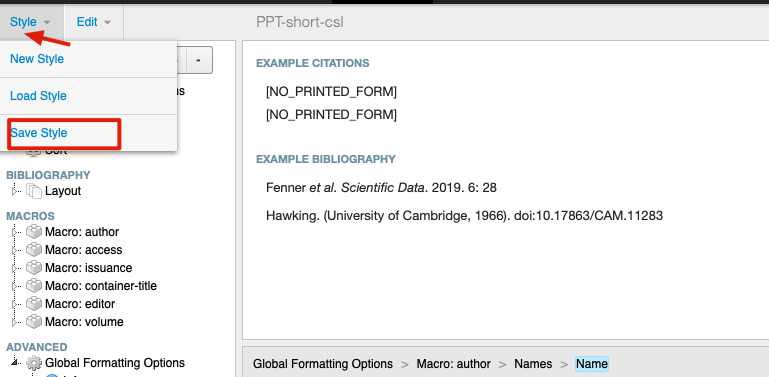 Style Edit PPT-short-csl
New Style
Load Style
Save Style
BIBLIOGRAPHY
Layout
MACROS
Macro: author
Macro: access
Macro: issuance
Macro: container-title
Macro: editor
Macro: volume
ADVANCED
Global Formatting Options
EXAMPLE CITATIONS
[NO_PRINTED_FORM]
[NO_PRINTED_FORM]
EXAMPLE BIBLIOGRAPHY
Fenner et al. Scientific Data. 2019. 6: 28
Hawking. (University of Cambridge, 1966). doi:10.17863/CAM.11283
Global Formatting Options > Macro: author > Names > Name